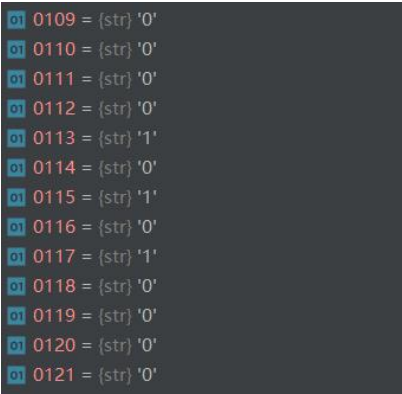 01 0109 = {str} '0'
01 0110 = {str} '0'
01 0111 = {str} '0'
01 0112 = {str} '0'
01 0113 = {str} '1'
01 0114 = {str} '0'
01 0115 = {str} '1'
01 0116 = {str} '0'
01 0117 = {str} '1'
01 0118 = {str} '0'
01 0119 = {str} '0'
01 0120 = {str} '0'
01 0121 = {str} '0'